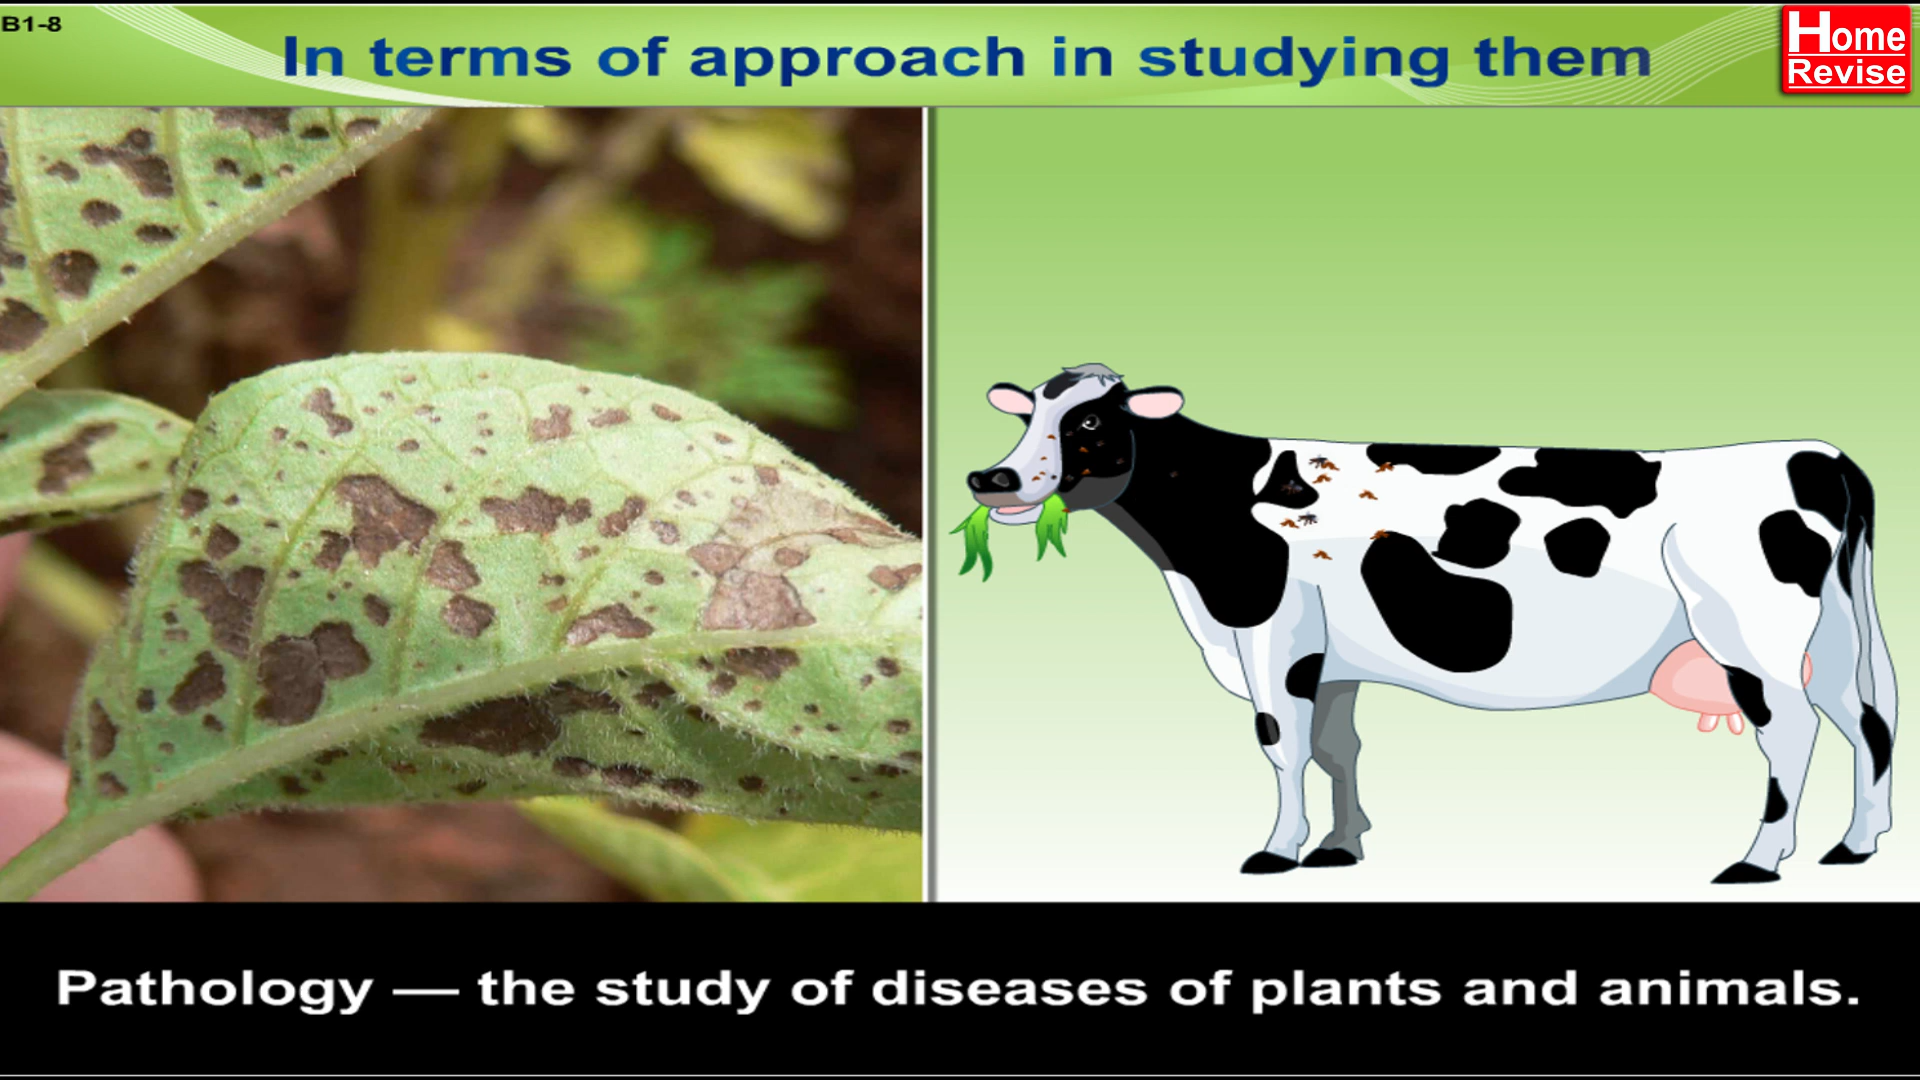 B1-8
In terms of approach in studying them
Home
Revise
Pathology — the study of diseases of plants and animals.